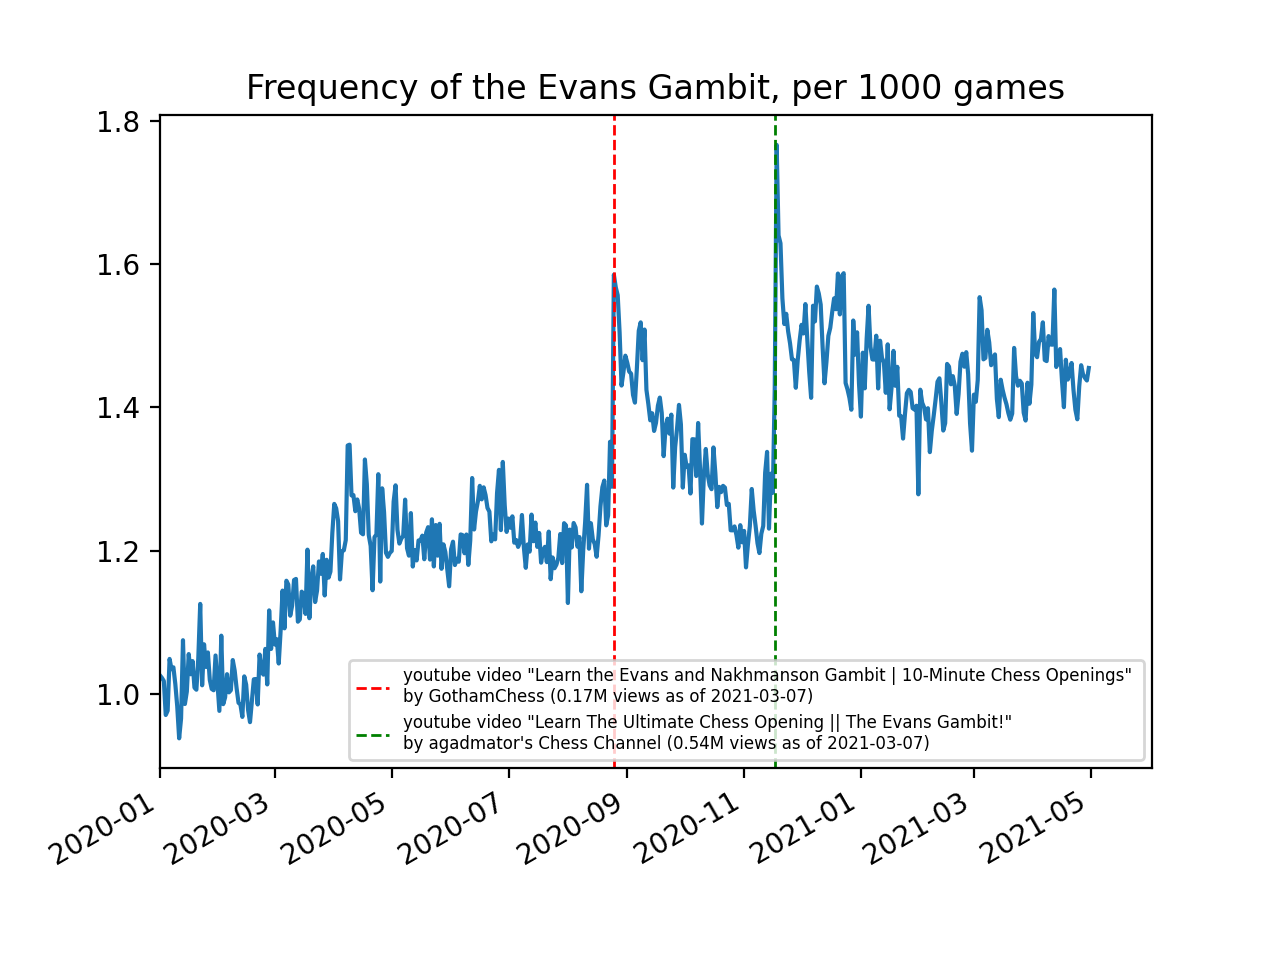 Frequency of the Evans Gambit, per 1000 games
1.8
1.6
1.4
1.2
1.0
youtube video "Learn the Evans and Nakhmanson Gambit | 10-Minute Chess Openings"
by GothamChess (0.17M views as of 2021-03-07)
youtube video "Learn The Ultimate Chess Opening || The Evans Gambit!"
by agadmator's Chess Channel (0.54M views as of 2021-03-07)
2020-01
2020-03
2020-05
2020-07
2020-09
2020-11
2021-01
2021-03
2021-05